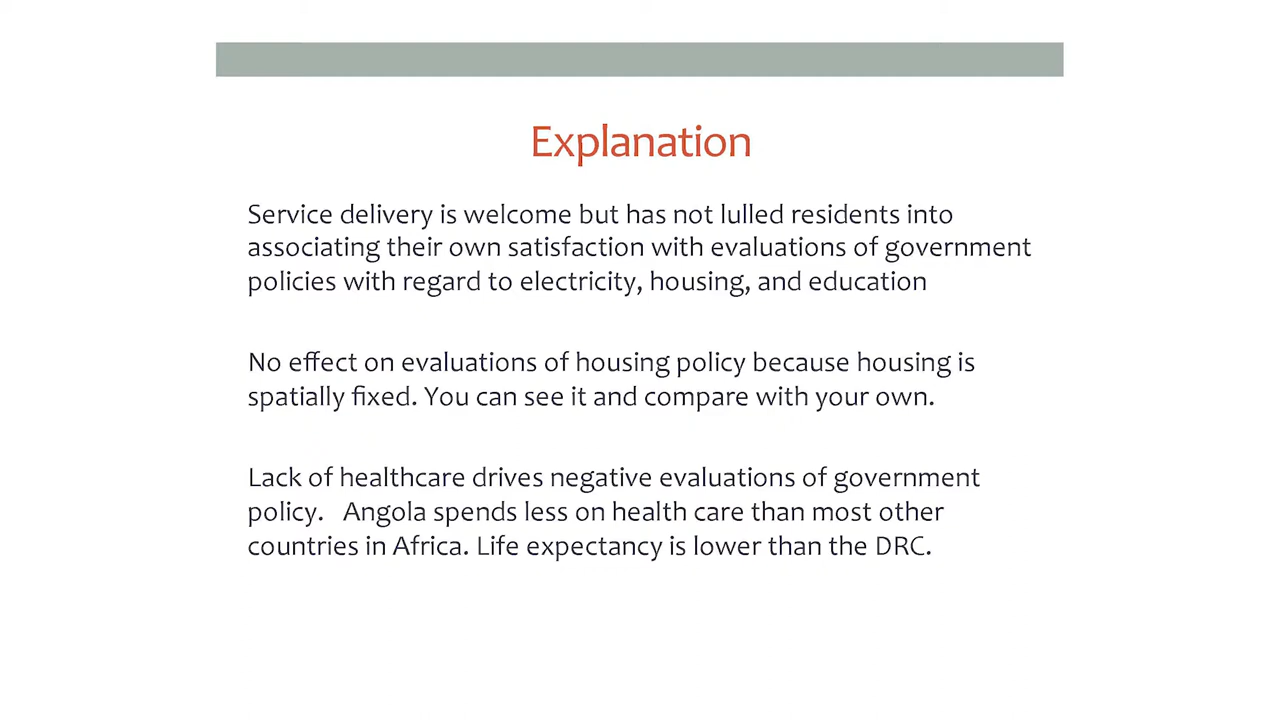 Explanation
Service delivery is welcome but has not lulled residents into
associating their own satisfaction with evaluations of government
policies with regard to electricity, housing, and education
No effect on evaluations of housing policy because housing is
spatially fixed. You can see it and compare with your own.
Lack of healthcare drives negative evaluations of government
policy.   Angola spends less on health care than most other
countries in Africa. Life expectancy is lower than the DRC.